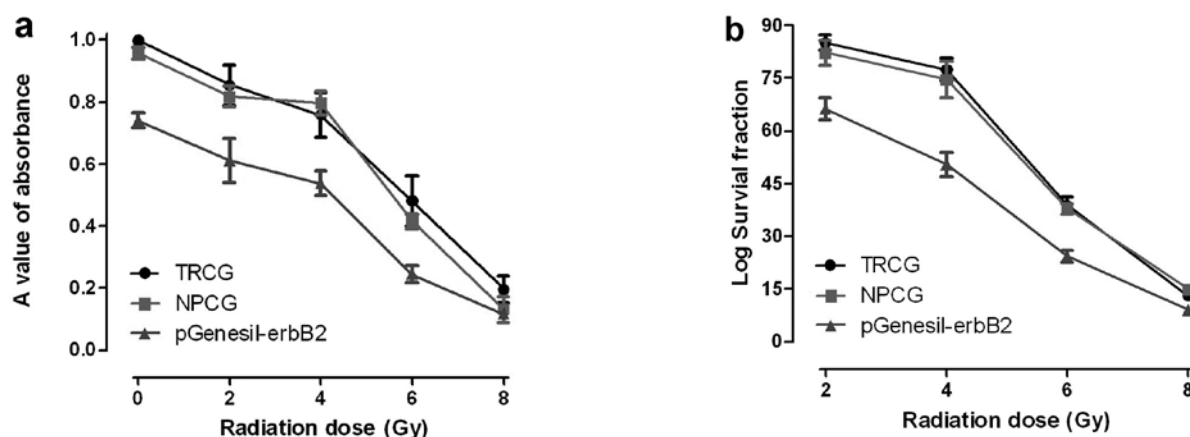 a
A value of absorbance
1.0
0.8
0.6
0.4
0.2
0.0
TRCG
NPCG
pGenesil-erbB2
0 2 4 6 8
Radiation dose (Gy)
b
Log Survial fraction
90
75
60
45
30
15
0
TRCG
NPCG
pGenesil-erbB2
2 4 6 8
Radiation dose (Gy)